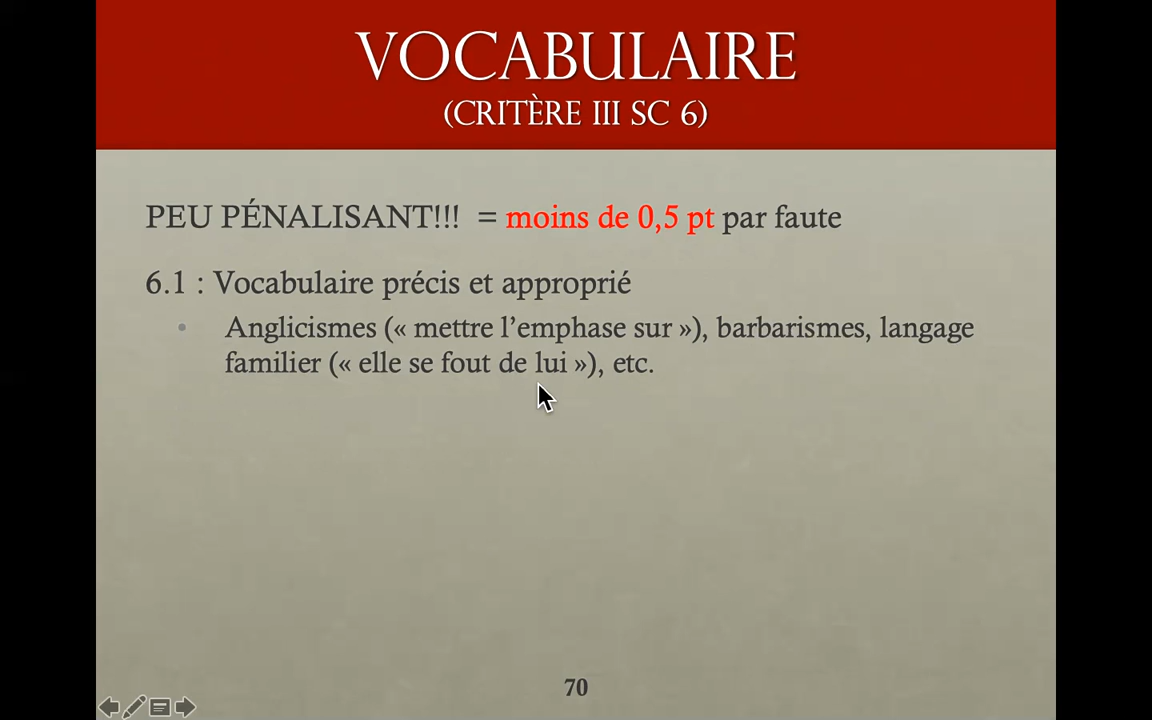 VOCABULAIRE
(CRITÈRE III SC 6)
PEU PÉNALISANT!!! = moins de 0,5 pt par faute
6.1 : Vocabulaire précis et approprié
• Anglicismes (« mettre l’emphase sur »), barbarismes, langage
familier (« elle se fout de lui »), etc.
70